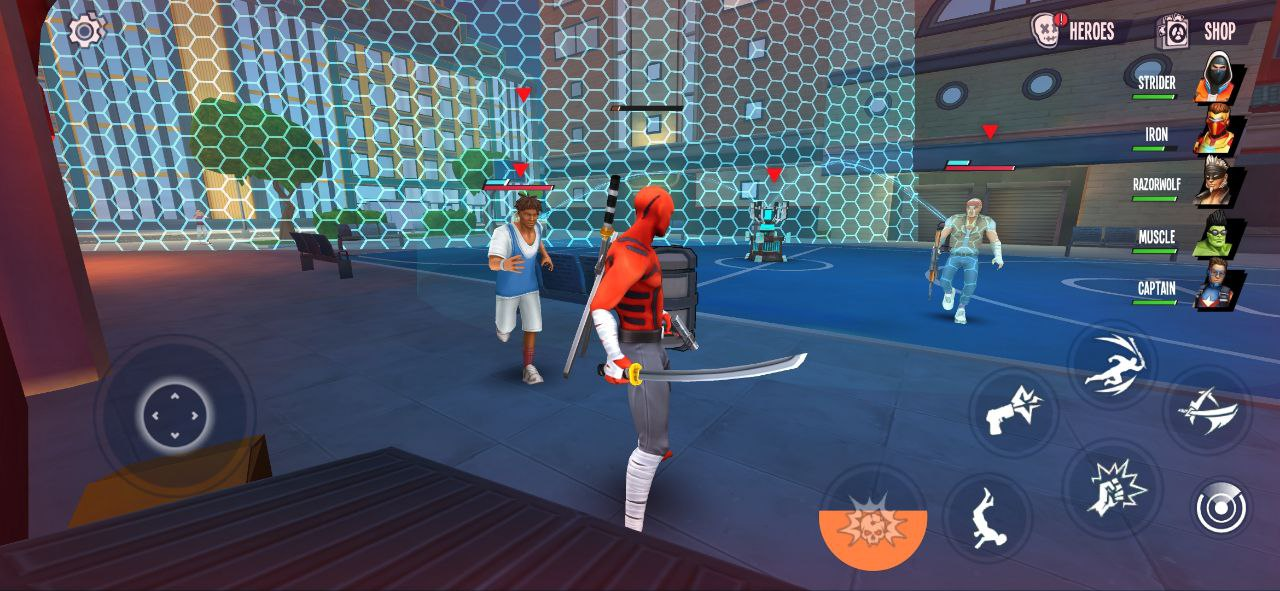 HEROES
SHOP
STRIDER
IRON
RAZORWOLF
MUSCLE
CAPTAIN